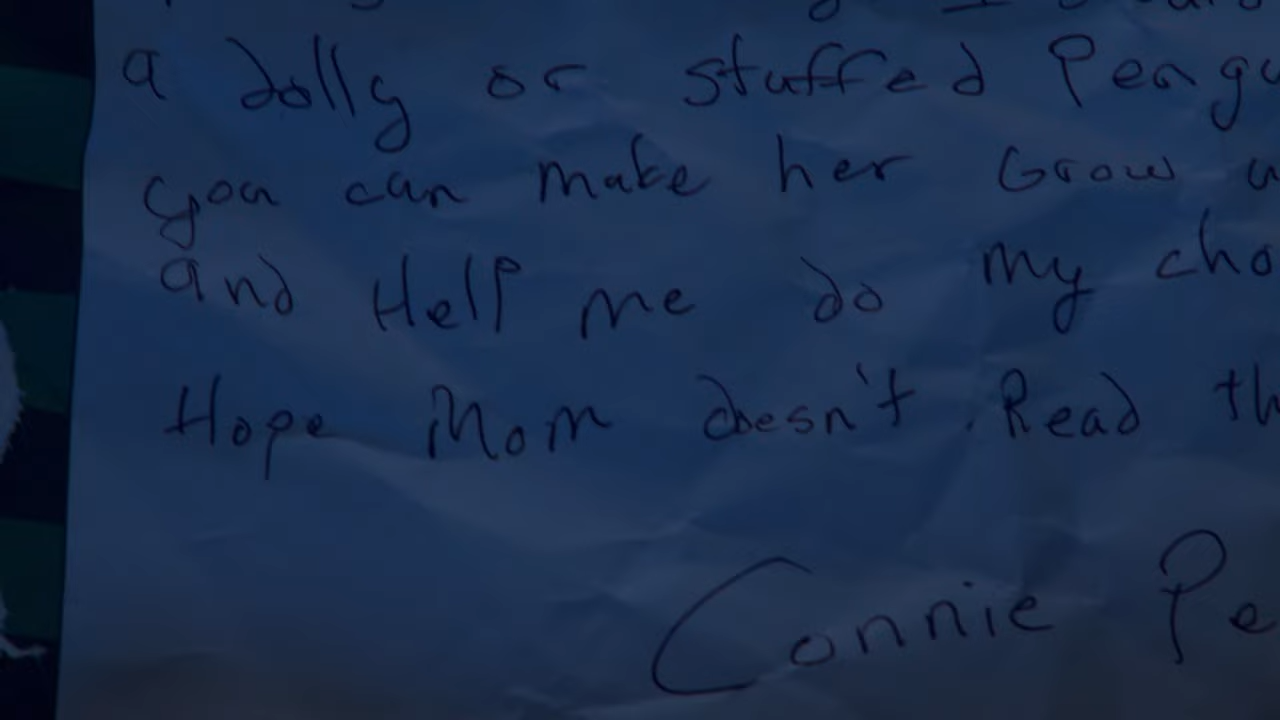 a dolly or stuffed Pengu
you can make her Grow u
and Help me do my cho
Hope Mom doesn't Read th
Connie Pe